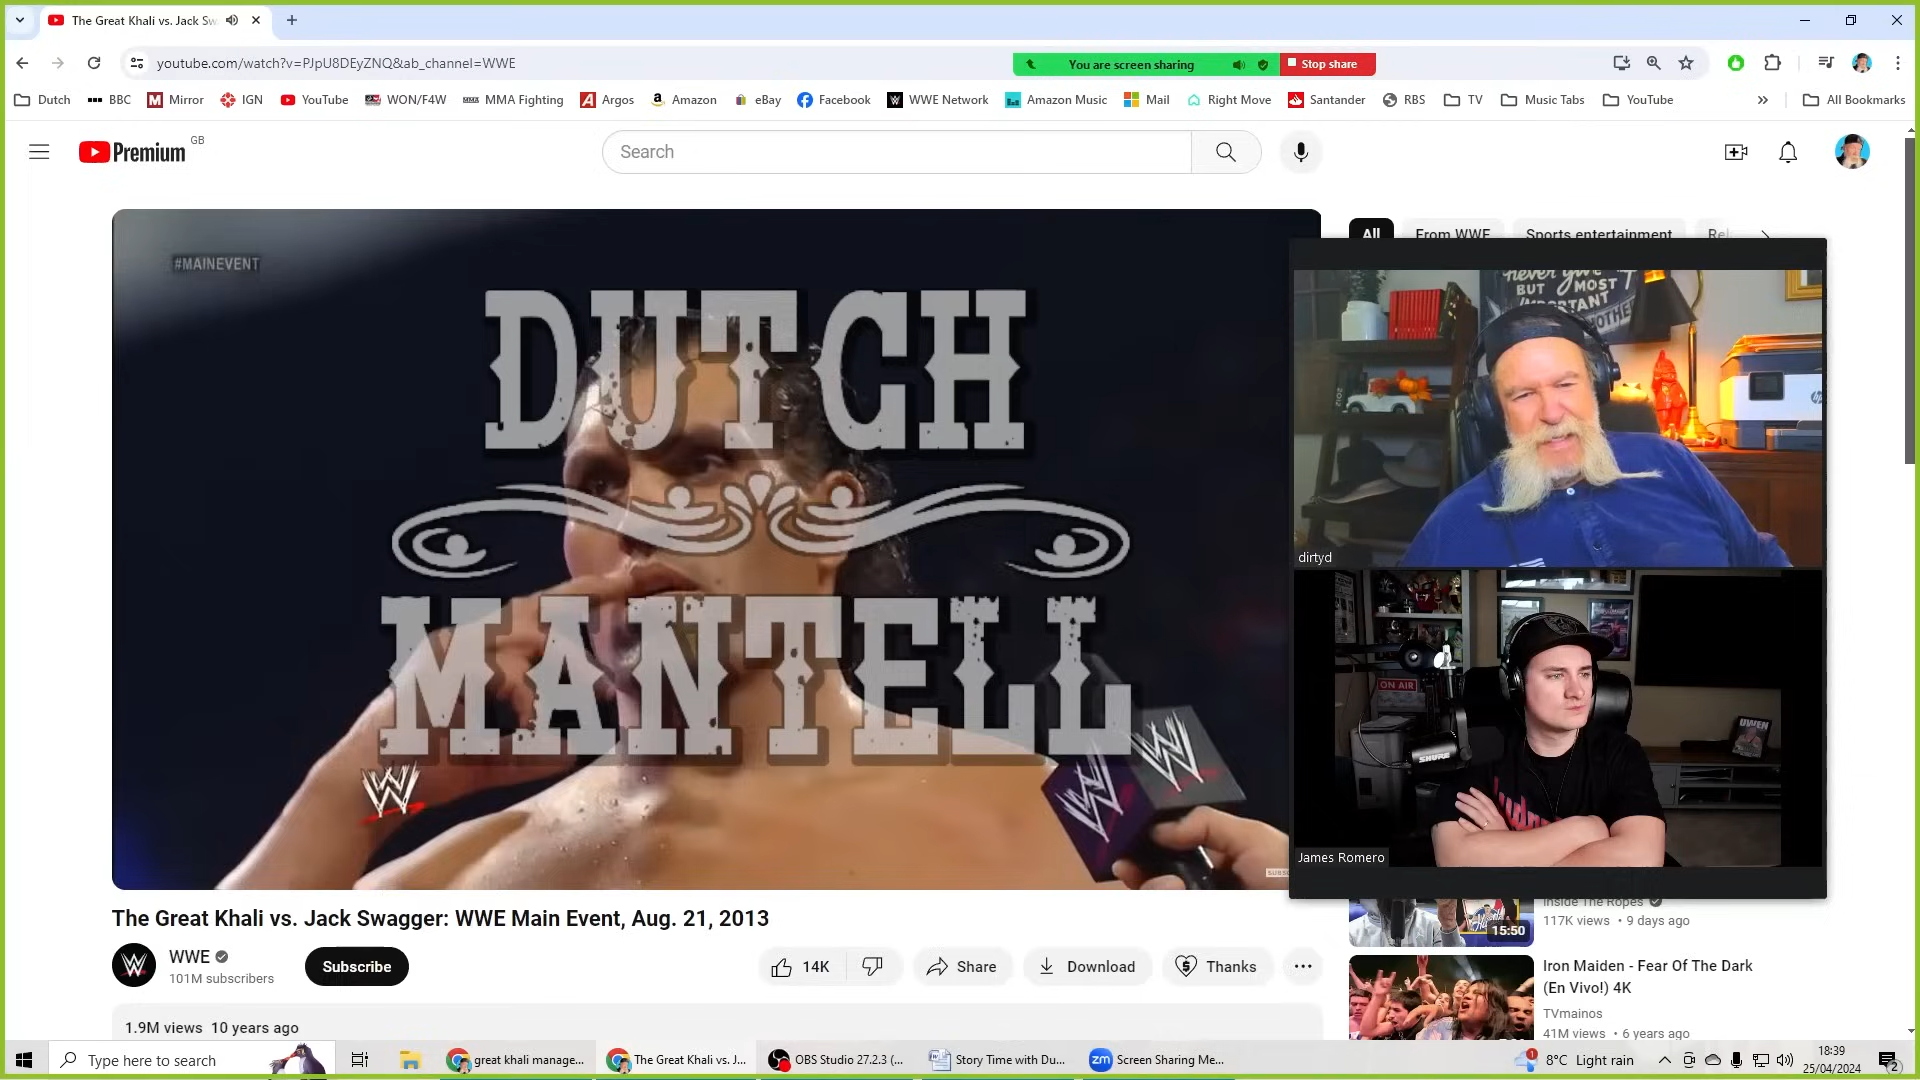 The Great Khali vs. Jack Sw
youtube.com/watch?v=PJpU8DEyZNQ&ab_channel=WWE
You are screen sharing
Stop share
Dutch
BBC
Mirror
IGN
YouTube
WON/F4W
MMA Fighting
Argos
Amazon
eBay
Facebook
WWE Network
Amazon Music
Mail
Right Move
Santander
RBS
TV
Music Tabs
YouTube
All Bookmarks
Premium
GB
Search
#MAINEVENT
DUTCH
MANTELL
All
From WWE
Sports entertainment
Rel
never give
BUT MOST
IMPORTANT
dirtyd
ON AIR
SHURE
James Romero
The Great Khali vs. Jack Swagger: WWE Main Event, Aug. 21, 2013
WWE
101M subscribers
Subscribe
14K
Share
Download
Thanks
1.9M views 10 years ago
Inside The Ropes
117K views • 9 days ago
15:50
Iron Maiden - Fear Of The Dark
(En Vivo!) 4K
TVmainos
41M views • 6 years ago
Type here to search
great khali manage...
The Great Khali vs. J...
OBS Studio 27.2.3 (...
Story Time with Du...
zm
Screen Sharing Me...
8°C Light rain
18:39
25/04/2024